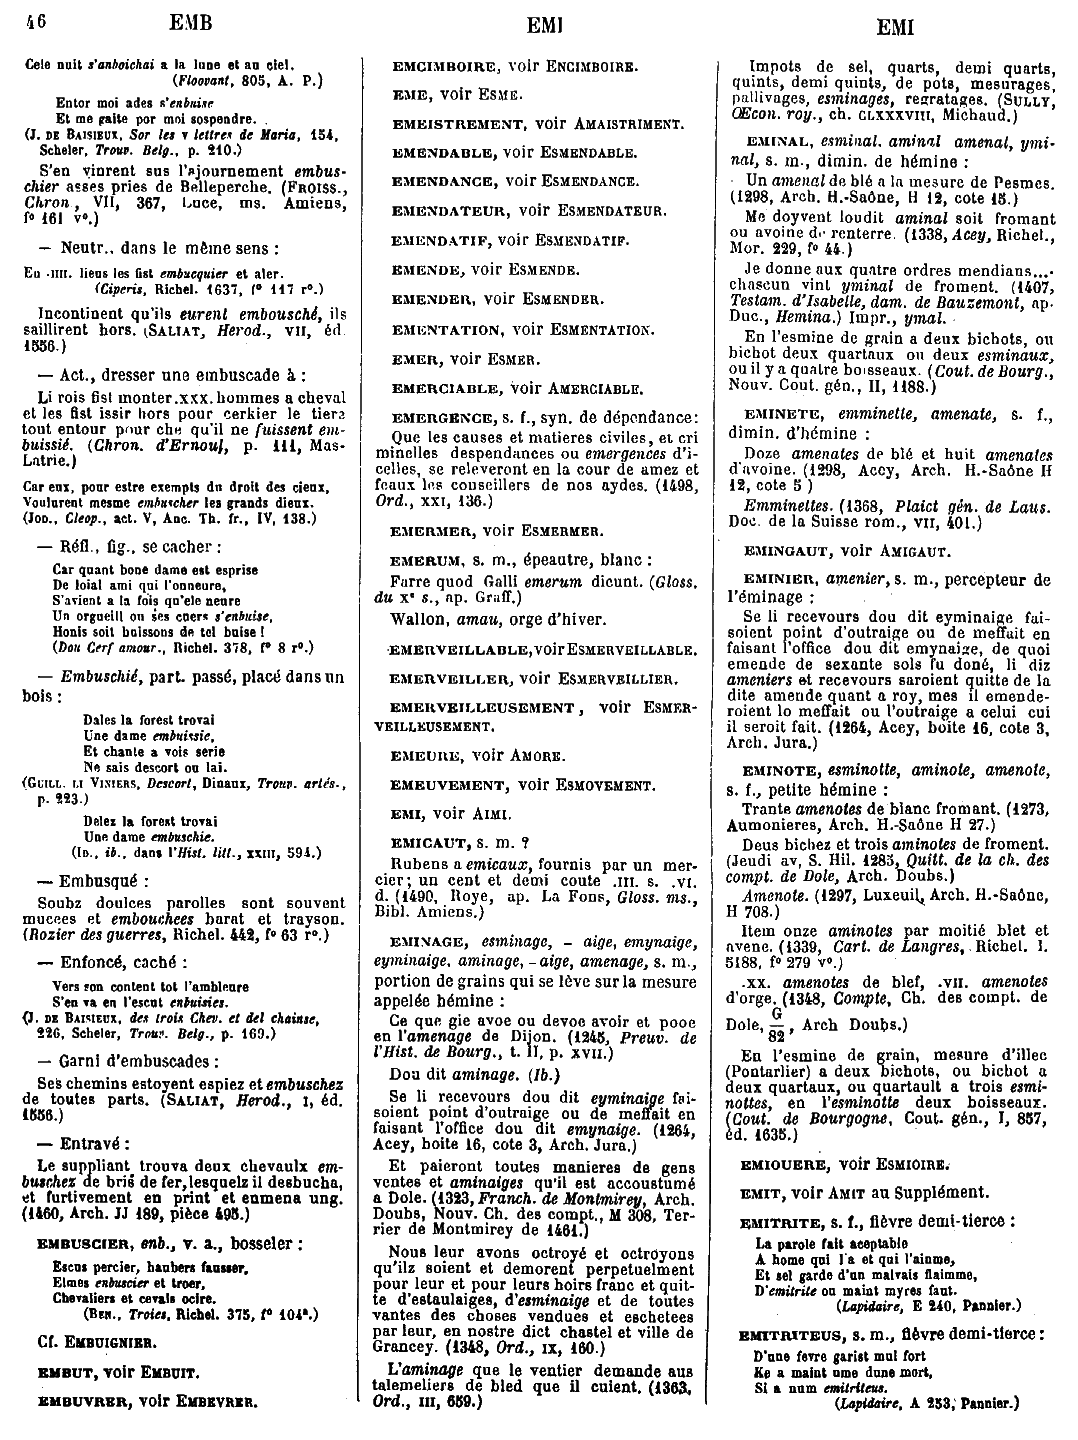 46 EMB EMI EMI
Cele nuit s'anboichai a la lune et au ciel.
(Floovant, 805, A. P.)
Entor moi ades s'enbuise
Et me gaite por moi sospendre.
(J. DE BAISIEUX, Sor les v lettres de Maria, 154,
Scheler, Trouv. Belg., p. 210.)
S'en vinrent sus l'ajournement embus-
chier asses pries de Belleperche. (FROISS.,
Chron, VII, 367, Luce, ms. Amiens,
f° 161 v°.)
— Neutr., dans le même sens :
En .IIII. lieus les fist embucquier et aler.
(Ciperis, Richel. 1637, f° 117 r°.)
Incontinent qu'ils eurent embousché, ils
saillirent hors. (SALIAT, Herod., VII, éd.
1556.)
— Act., dresser une embuscade à :
Li rois fist monter .xxx. hommes a cheval
et les fist issir hors pour cerkier le tiera
tout entour pour che qu'il ne fuissent em-
buissié. (Chron. d'Ernoul, p. 111, Mas-
Latrie.)
Car eux, pour estre exempts du droit des cieux,
Voulurent mesme embuscher les grands dieux.
(JOD., Cleop., act. V, Anc. Th. fr., IV, 138.)
— Réfl., fig., se cacher :
Car quant bone dame est esprise
De loial ami qui l'onneure,
S'avient a la fois qu'ele neure
Un orgueill ou ses cuers s'enbuise,
Honis soit buissons de tel buise !
(Dou Cerf amour., Richel. 378, f° 8 r°.)
— Embuschié, part. passé, placé dans un
bois :
Dales la forest trovai
Une dame embuissie,
Et chante a vois serie
Ne sais descort ou lai.
(GUILL. LI VINIERS, Descort, Dinaux, Trouv. artés.,
p. 223.)
Delez la forest trovai
Une dame embuschie.
(ID., ib., dans l'Hist. litt., XXIII, 594.)
— Embusqué :
Soubz doulces parolles sont souvent
mucees et embouchees barat et trayson.
(Rozier des guerres, Richel. 442, f° 63 r°.)
— Enfoncé, caché :
Vers son content tot l'ambleure
S'en va en l'escut enbuisies.
(J. DE BAISIEUX, des trois Chev. et del chainse,
226, Scheler, Trouv. Belg., p. 169.)
— Garni d'embuscades :
Ses chemins estoyent espiez et embuschez
de toutes parts. (SALIAT, Herod., I, éd.
1556.)
— Entravé :
Le suppliant trouva deux chevaulx em-
buschez de bris de fer, lesquelz il desbucha,
et furtivement en print et enmena ung.
(1460, Arch. JJ 189, pièce 495.)
EMBUSCIER, enb., v. a., bosseler :
Escus percier, haubers fausser,
Elmes enbuscier et troer,
Chevaliers et cevals ocire.
(BEN., Troies, Richel. 375, f° 104ª.)
Cf. EMBUIGNIER.
EMBUT, voir EMBUIT.
EMBUVRER, voir EMBEVRER.
EMCIMBOIRE, voir ENCIMBOIRE.
EME, voir ESME.
EMEISTREMENT, voir AMAISTRIMENT.
EMENDABLE, voir ESMENDABLE.
EMENDANCE, voir ESMENDANCE.
EMENDATEUR, voir ESMENDATEUR.
EMENDATIF, voir ESMENDATIF.
EMENDE, voir ESMENDE.
EMENDER, voir ESMENDER.
EMENTATION, voir ESMENTATION.
EMER, voir ESMER.
EMERCIABLE, voir AMERCIABLE.
EMERGENCE, s. f., syn. de dépendance :
Que les causes et matieres civiles, et cri
minelles despendances ou emergences d'i-
celles, se releveront en la cour de amez et
feaux les conseillers de nos aydes. (1498,
Ord., XXI, 136.)
EMERMER, voir ESMERMER.
EMERUM, s. m., épeautre, blanc :
Farre quod Galli emerum dicunt. (Gloss.
du xᵉ s., ap. Graff.)
Wallon, amau, orge d'hiver.
EMERVEILLABLE, voir ESMERVEILLABLE.
EMERVEILLER, voir ESMERVEILLIER.
EMERVEILLEUSEMENT, voir ESMER-
VEILLEUSEMENT.
EMEURE, voir AMORE.
EMEUVEMENT, voir ESMOVEMENT.
EMI, voir AIMI.
EMICAUT, s. m. ?
Rubens a emicaux, fournis par un mer-
cier; un cent et demi coute .III. s. .VI.
d. (1490, Roye, ap. La Fons, Gloss. ms.,
Bibl. Amiens.)
EMINAGE, esminage, - aige, emynaige,
eyminaige, aminage, - aige, amenage, s. m.,
portion de grains qui se lève sur la mesure
appelée hémine :
Ce que gie avoe ou devoe avoir et pooe
en l'amenage de Dijon. (1245, Preuv. de
l'Hist. de Bourg., t. II, p. XVII.)
Dou dit aminage. (Ib.)
Se li recevours dou dit eyminaige fai-
soient point d'outraige ou de meffait en
faisant l'office dou dit emynaige. (1264,
Acey, boite 16, cote 3, Arch. Jura.)
Et paieront toutes manieres de gens
ventes et aminaiges qu'il est accoustumé
a Dole. (1323, Franch. de Montmirey, Arch.
Doubs, Nouv. Ch. des compt., M 308, Ter-
rier de Montmirey de 1461.)
Nous leur avons octroyé et octroyons
qu'ilz soient et demorent perpetuelment
pour leur et pour leurs hoirs franc et quit-
te d'estaulaiges, d'esminaige et de toutes
vantes des choses vendues et eschetees
par leur, en nostre dict chastel et ville de
Grancey. (1348, Ord., IX, 160.)
L'aminage que le ventier demande aus
talemeliers de bled que il cuient. (1363,
Ord., III, 659.)
Impots de sel, quarts, demi quarts,
quints, demi quints, de pots, mesurages,
pallivages, esminages, regratages. (SULLY,
Œcon. roy., ch. CLXXXVIII, Michaud.)
EMINAL, esminal, aminal amenal, ymi-
nal, s. m., dimin. de hémine :
Un amenal de blé a la mesure de Pesmes.
(1298, Arch. H.-Saône, H 12, cote 15.)
Me doyvent loudit aminal soit fromant
ou avoine de renterre. (1338, Acey, Richel.,
Mor. 229, f° 44.)
Je donne aux quatre ordres mendians...
chascun vint yminal de froment. (1407,
Testam. d'Isabelle, dam. de Bauzemont, ap.
Duc., Hemina.) Impr., ymal.
En l'esmine de grain a deux bichots, ou
bichot deux quartaux ou deux esminaux,
ou il y a quatre boisseaux. (Cout. de Bourg.,
Nouv. Cout. gén., II, 1188.)
EMINETE, emminette, amenate, s. f.,
dimin. d'hémine :
Doze amenates de blé et huit amenates
d'avoine. (1298, Accy, Arch. H.-Saône H
12, cote 5)
Emminettes. (1368, Plaict gén. de Laus.
Doc. de la Suisse rom., VII, 401.)
EMINGAUT, voir AMIGAUT.
EMINIER, amenier, s. m., percepteur de
l'éminage :
Se li recevours dou dit eyminaige fai-
soient point d'outraige ou de meffait en
faisant l'office dou dit emynaige, de quoi
emende de sexante sols fu doné, li diz
ameniers et recevours saroient quitte de la
dite amende quant a roy, mes il emende-
roient lo meffait ou l'outraige a celui cui
il seroit fait. (1264, Acey, boite 16, cote 3,
Arch. Jura.)
EMINOTE, esminotte, aminote, amenote,
s. f., petite hémine :
Trante amenotes de blanc fromant. (1273,
Aumonieres, Arch. H.-Saône H 27.)
Deus bichez et trois aminotes de froment.
(Jeudi av, S. Hil. 1285, Quitt. de la ch. des
compt. de Dole, Arch. Doubs.)
Amenote. (1297, Luxeuil, Arch. H.-Saône,
H 708.)
Item onze aminotes par moitié blet et
avene. (1339, Cart. de Langres, Richel. l.
5188, f° 279 v°.)
.XX. amenotes de blef, .VII. amenotes
d'orge. (1348, Compte, Ch. des compt. de
Dole, G/82, Arch Doubs.)
En l'esmine de grain, mesure d'illec
(Pontarlier) a deux bichots, ou bichot a
deux quartaux, ou quartault a trois esmi-
nottes, en l'esminotte deux boisseaux.
(Cout. de Bourgogne, Cout. gén., I, 857,
éd. 1635.)
EMIOUERE, voir ESMIOIRE.
EMIT, voir AMIT au Supplément.
EMITRITE, s. f., fièvre demi-tierce :
La parole fait aceptable
A home qui l'a et qui l'ainme,
Et sel garde d'un malvais flaimme,
D'emitrite ou maint myres faut.
(Lapidaire, E 240, Pannier.)
EMITRITEUS, s. m., fièvre demi-tierce :
D'une fevre garist mul fort
Ke a maint ume dune mort,
Si a num emitriteus.
(Lapidaire, A 253, Pannier.)